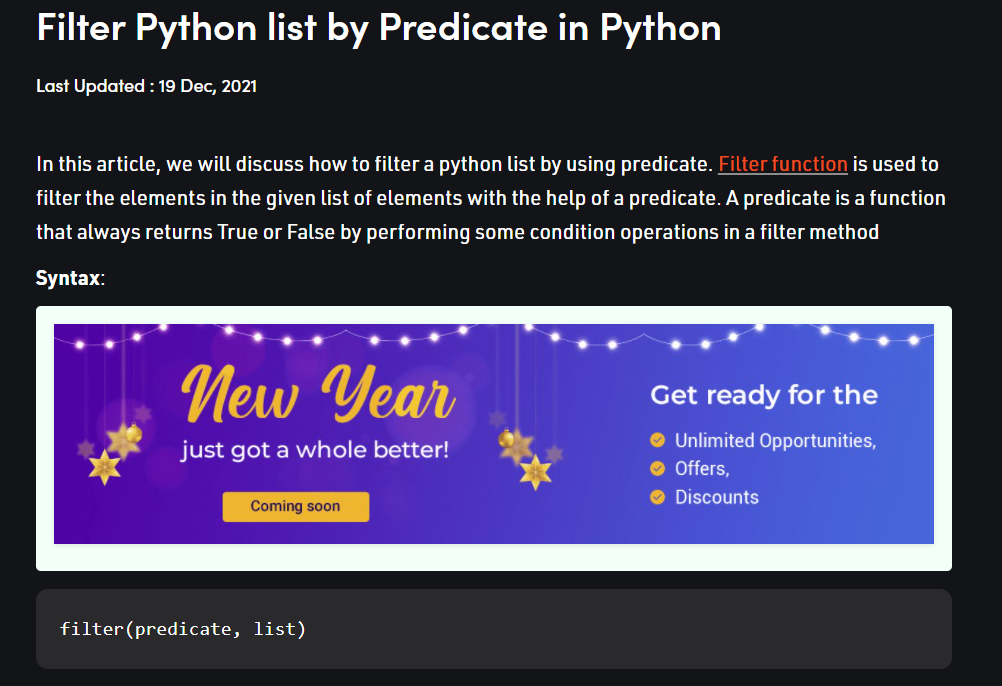 Filter Python list by Predicate in Python
Last Updated : 19 Dec, 2021
In this article, we will discuss how to filter a python list by using predicate. Filter function is used to
filter the elements in the given list of elements with the help of a predicate. A predicate is a function
that always returns True or False by performing some condition operations in a filter method
Syntax:
New Year
just got a whole better!
Coming soon
Get ready for the
Unlimited Opportunities,
Offers,
Discounts
filter(predicate, list)